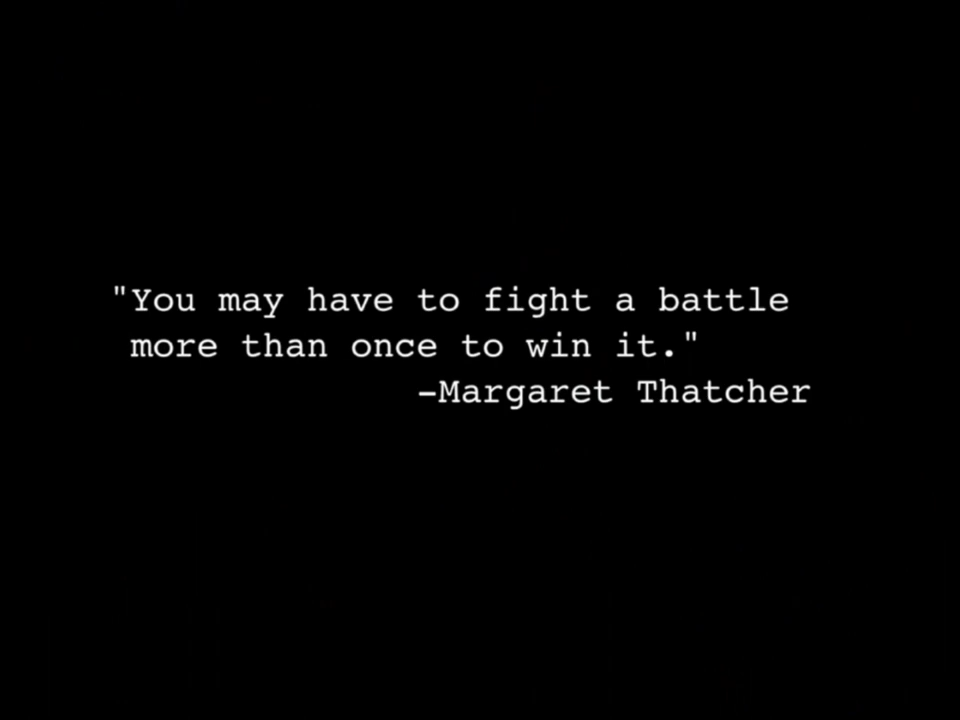 "You may have to fight a battle
more than once to win it."
-Margaret Thatcher